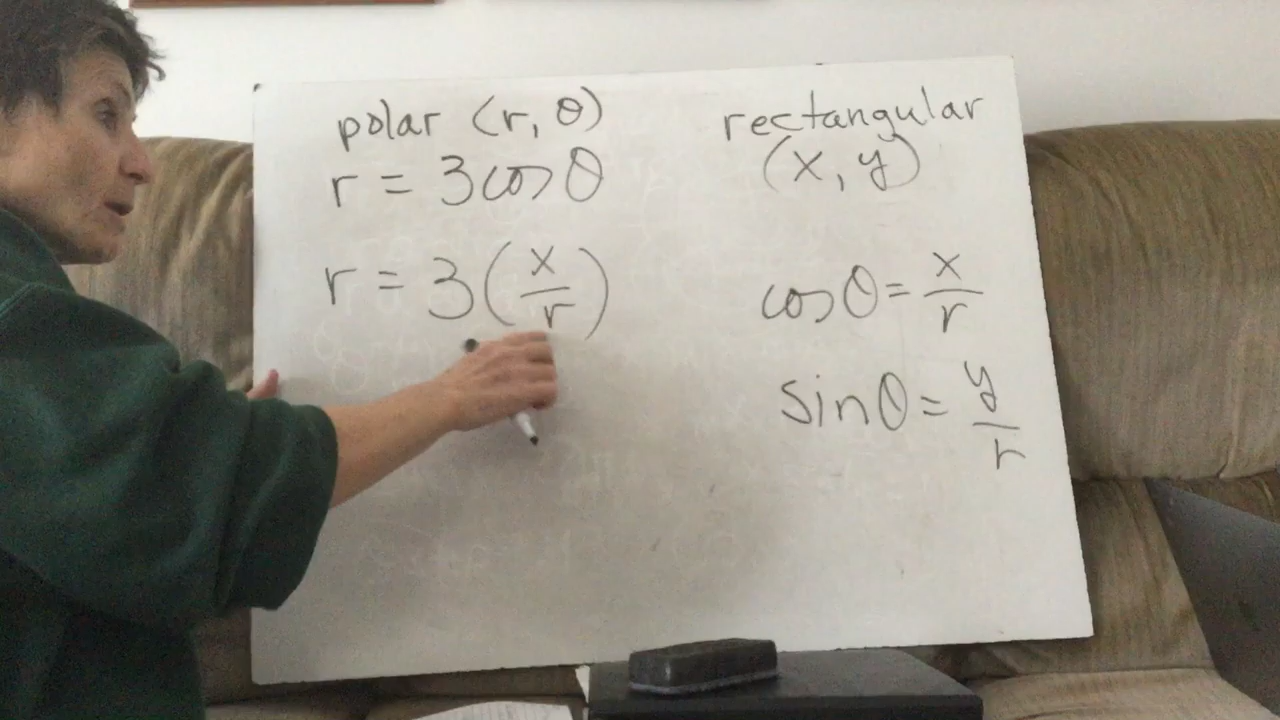 polar (r, θ)
r = 3cosθ
r = 3(x/r)
rectangular
(x, y)
cosθ = x/r
sinθ = y/r